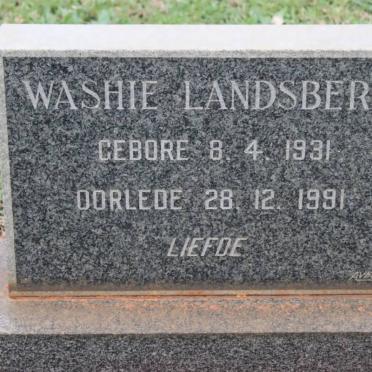 WASHIE LANDSBER
GEBORE 8. 4. 1931.
OORLEDE 28. 12. 1991
LIEFDE